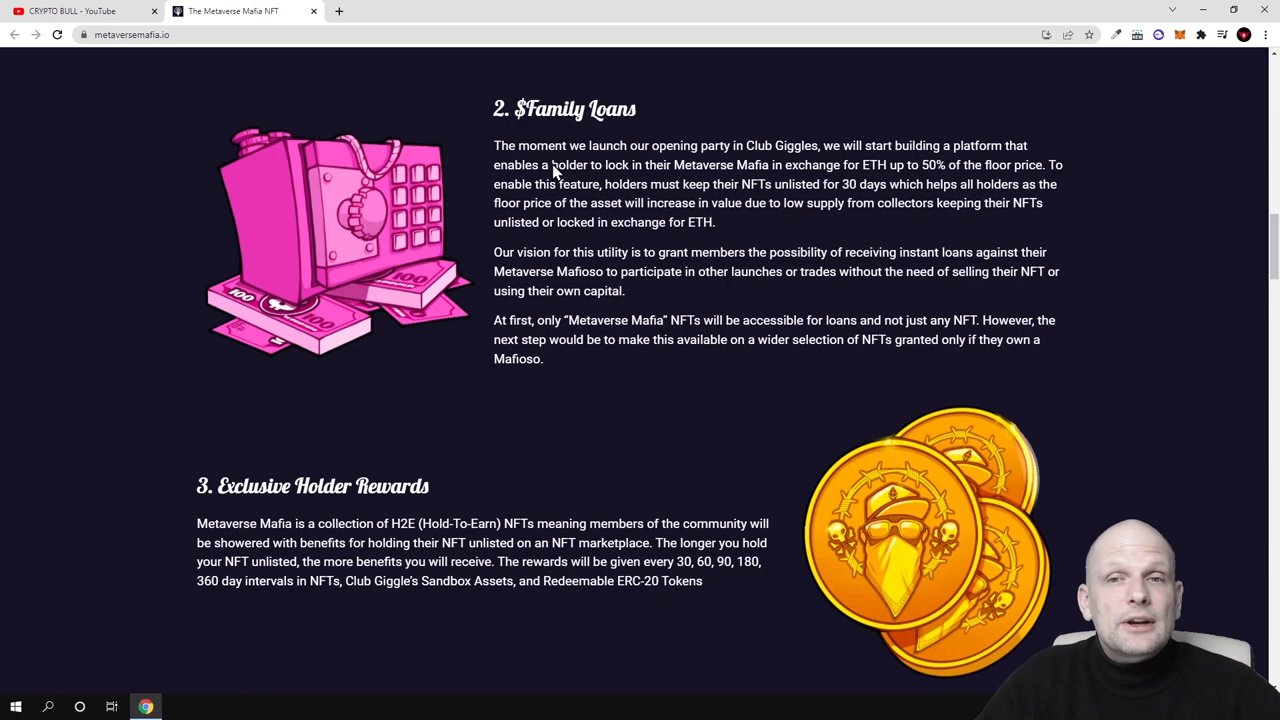 CRYPTO BULL - YouTube
The Metaverse Mafia NFT
metaversemafia.io
2. $Family Loans
The moment we launch our opening party in Club Giggles, we will start building a platform that
enables a holder to lock in their Metaverse Mafia in exchange for ETH up to 50% of the floor price. To
enable this feature, holders must keep their NFTs unlisted for 30 days which helps all holders as the
floor price of the asset will increase in value due to low supply from collectors keeping their NFTs
unlisted or locked in exchange for ETH.
Our vision for this utility is to grant members the possibility of receiving instant loans against their
Metaverse Mafioso to participate in other launches or trades without the need of selling their NFT or
using their own capital.
At first, only “Metaverse Mafia” NFTs will be accessible for loans and not just any NFT. However, the
next step would be to make this available on a wider selection of NFTs granted only if they own a
Mafioso.
100
100
3. Exclusive Holder Rewards
Metaverse Mafia is a collection of H2E (Hold-To-Earn) NFTs meaning members of the community will
be showered with benefits for holding their NFT unlisted on an NFT marketplace. The longer you hold
your NFT unlisted, the more benefits you will receive. The rewards will be given every 30, 60, 90, 180,
360 day intervals in NFTs, Club Giggle's Sandbox Assets, and Redeemable ERC-20 Tokens